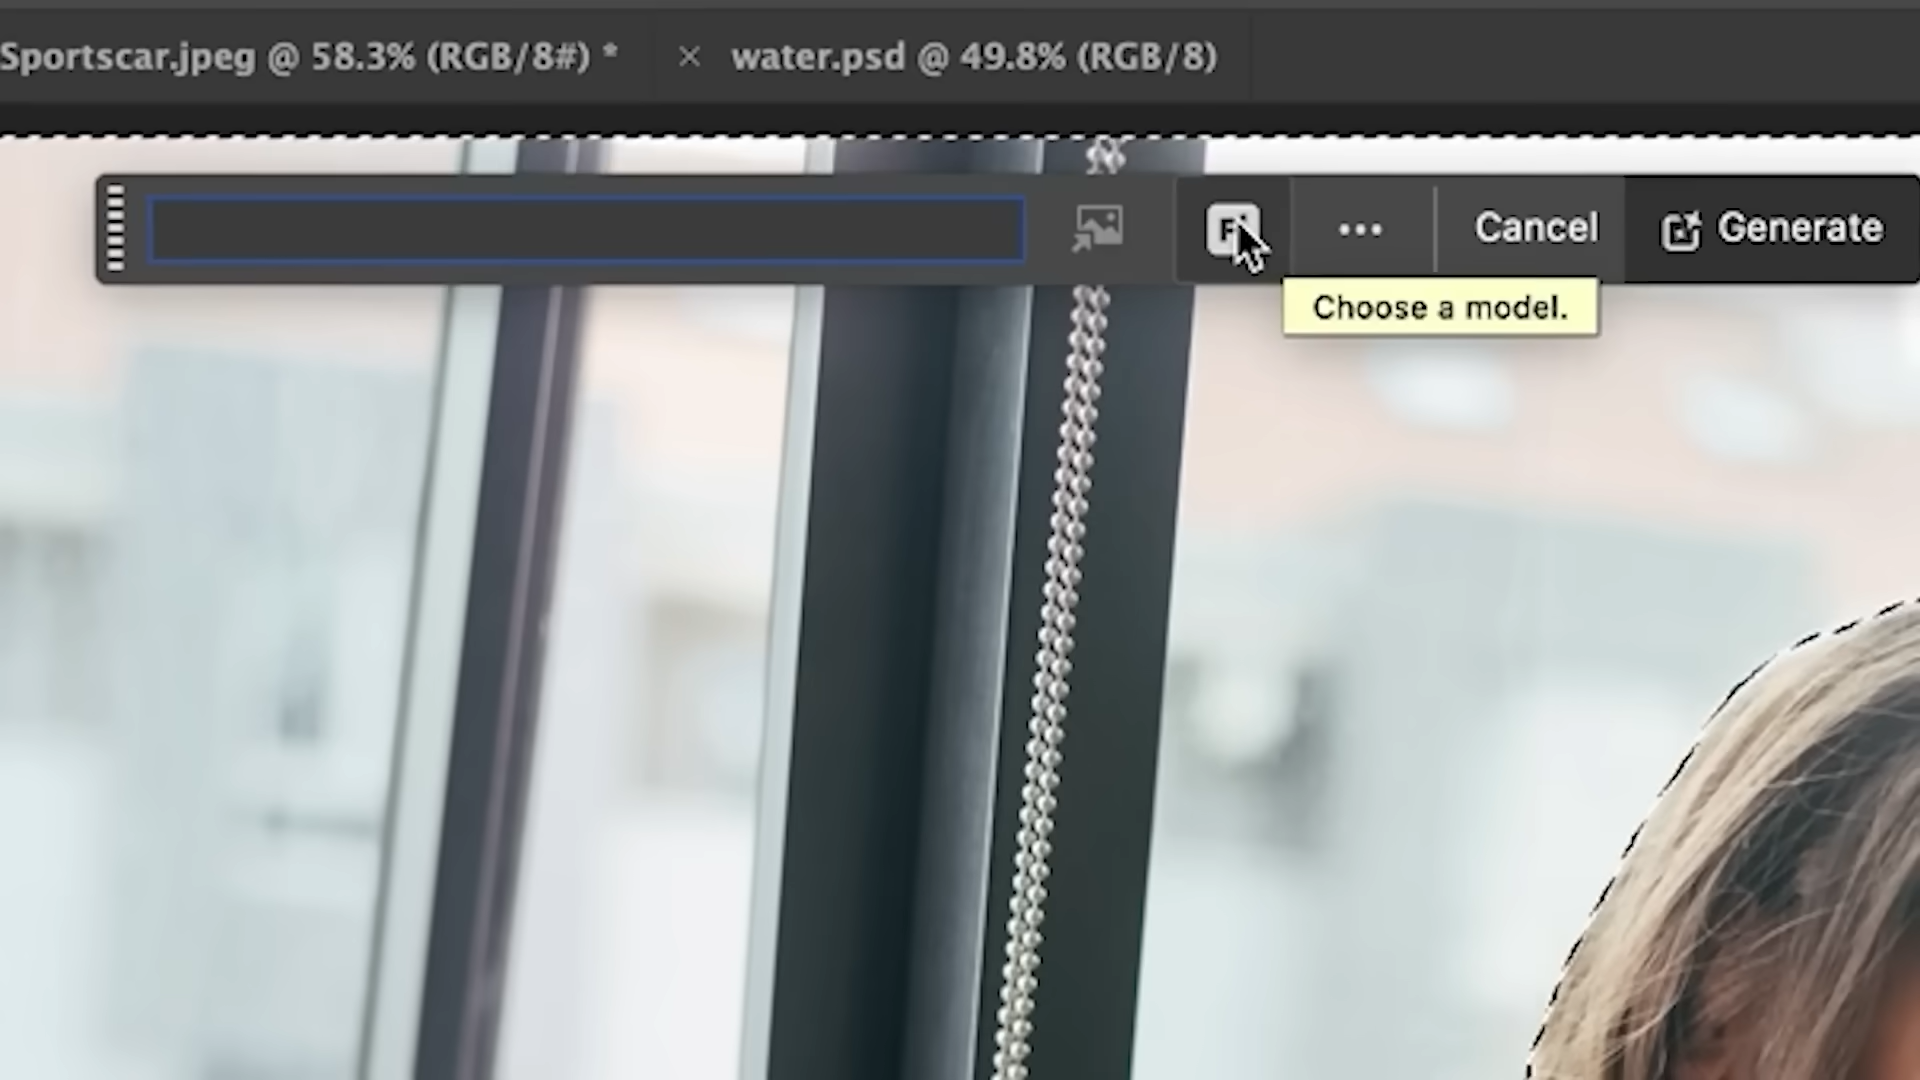 Sportscar.jpeg @ 58.3% (RGB/8#) * × water.psd @ 49.8% (RGB/8)
Cancel Generate
Choose a model.